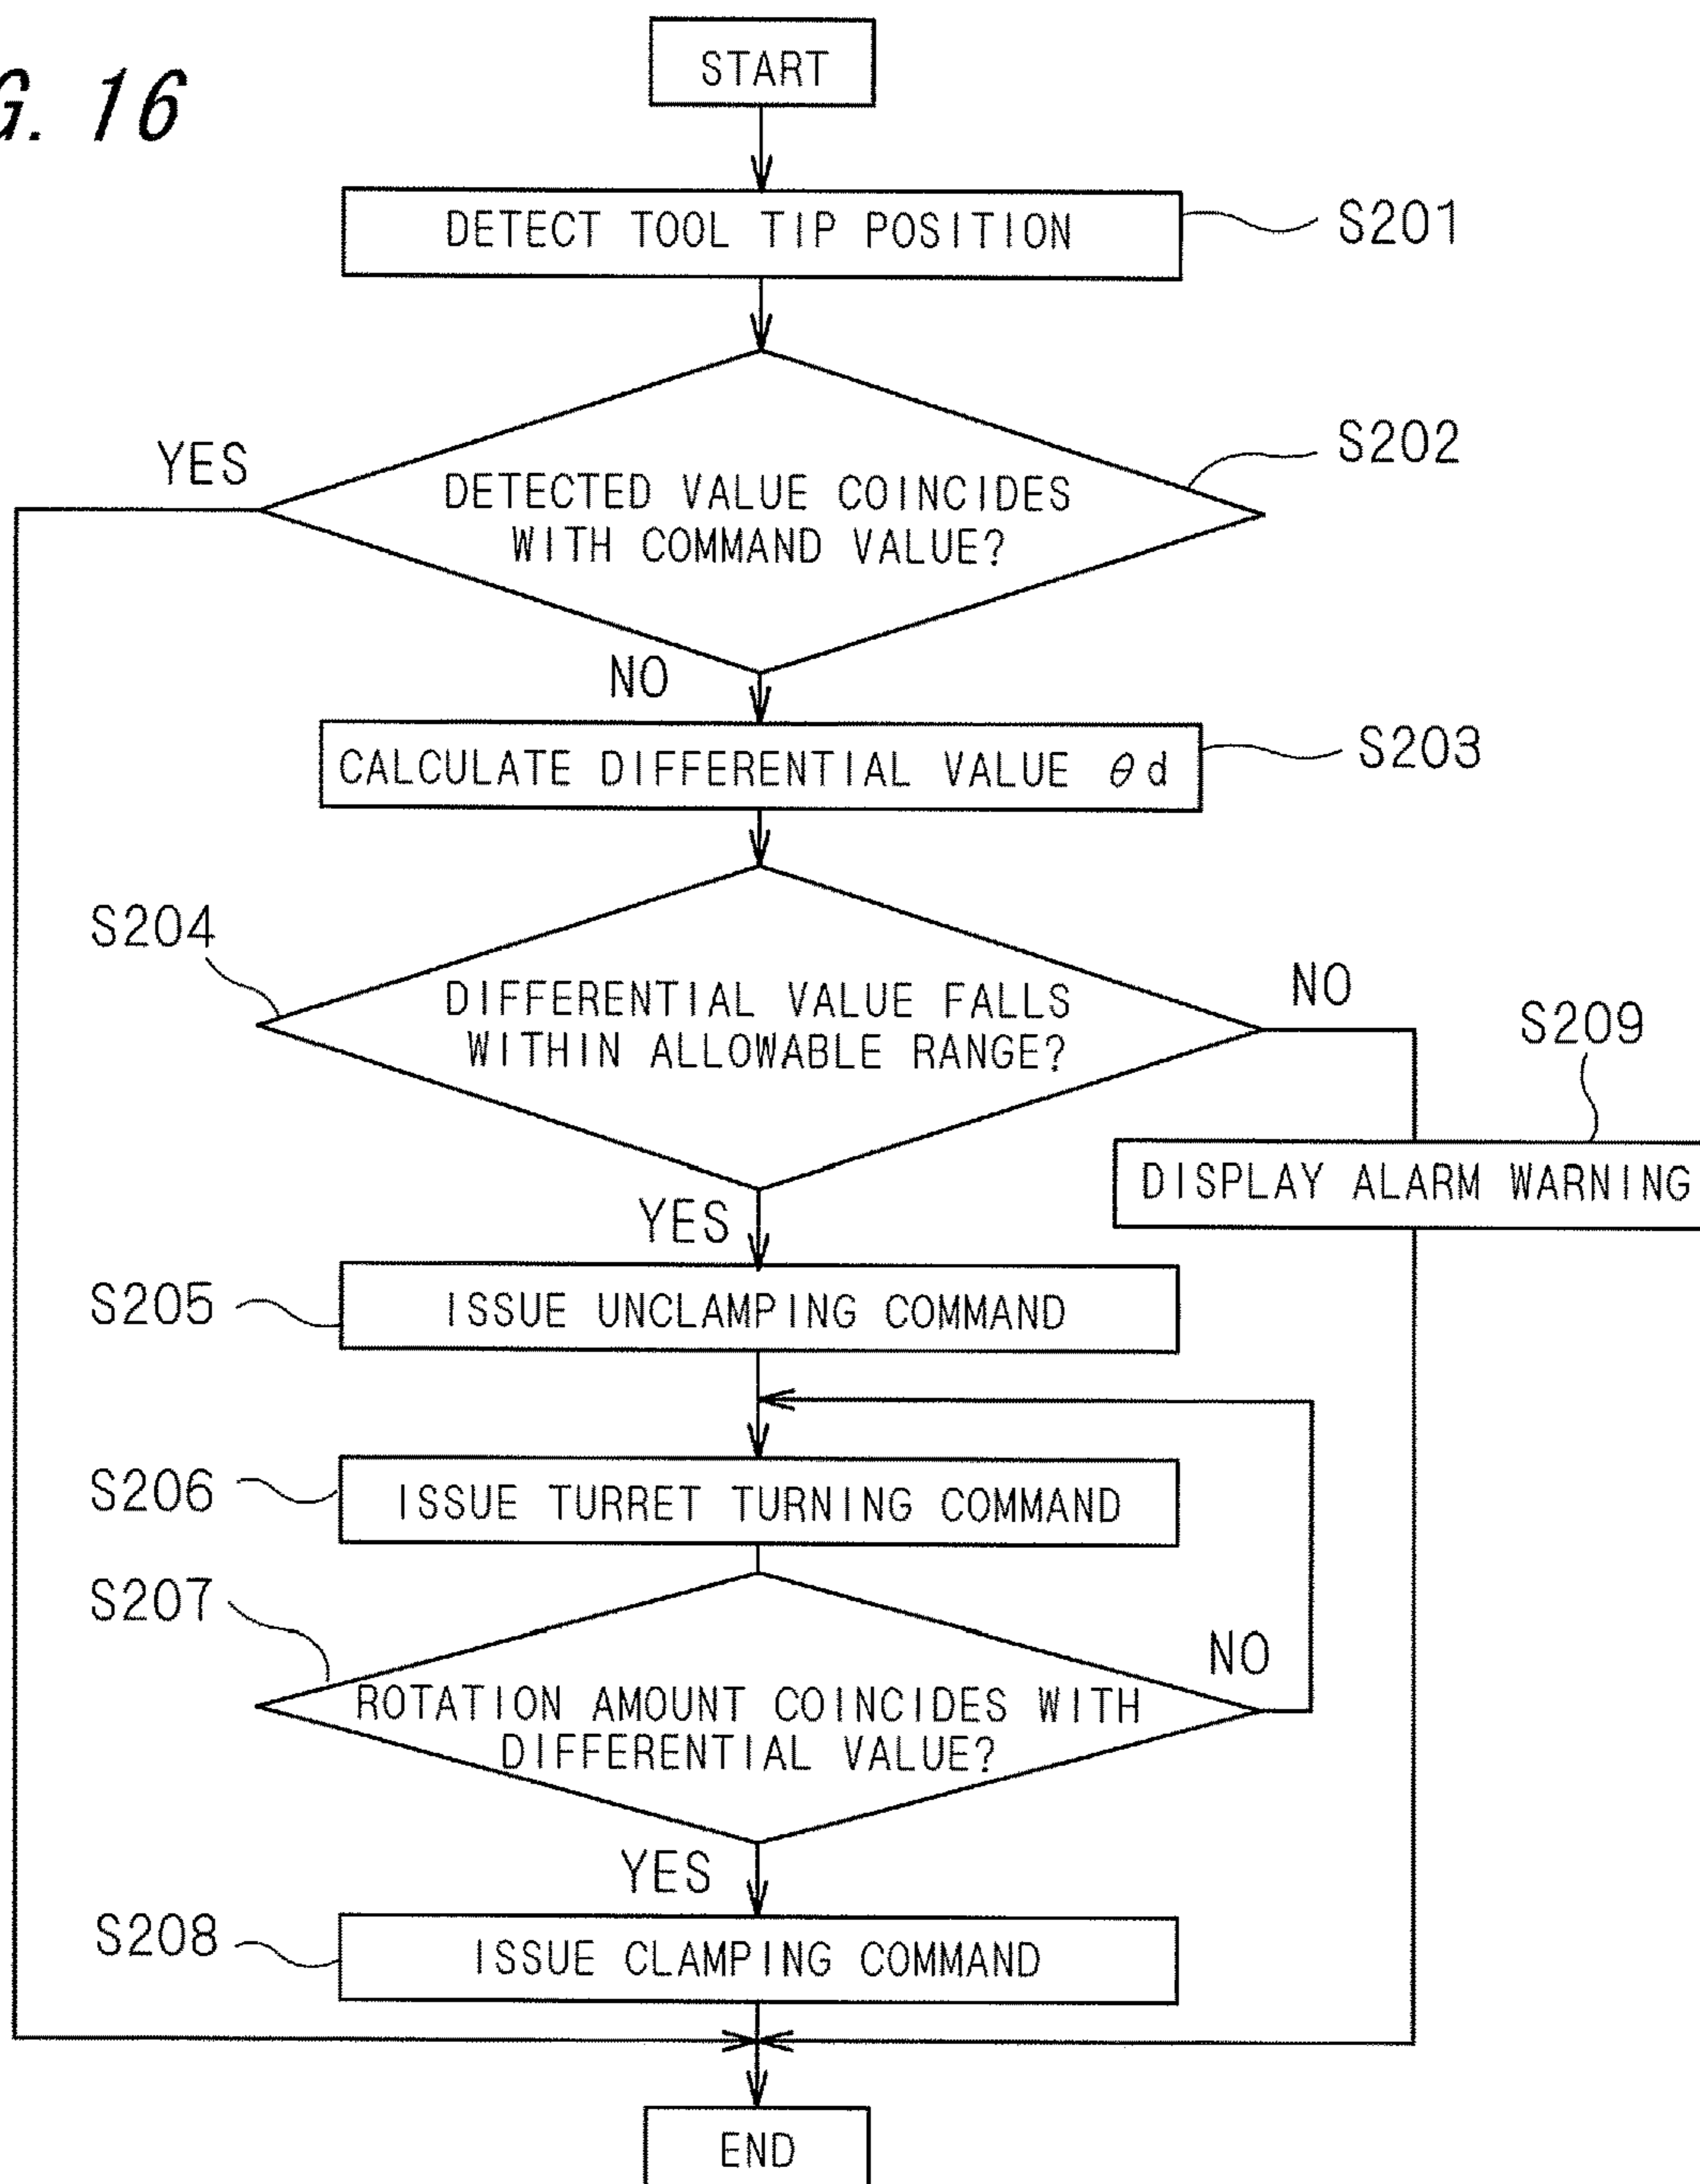 G. 16
START
DETECT TOOL TIP POSITION
S201
YES
S202
DETECTED VALUE COINCIDES
WITH COMMAND VALUE?
NO
CALCULATE DIFFERENTIAL VALUE θd
S203
S204
DIFFERENTIAL VALUE FALLS
WITHIN ALLOWABLE RANGE?
NO
S209
DISPLAY ALARM WARNING
YES
S205
ISSUE UNCLAMPING COMMAND
S206
ISSUE TURRET TURNING COMMAND
S207
NO
ROTATION AMOUNT COINCIDES WITH
DIFFERENTIAL VALUE?
YES
S208
ISSUE CLAMPING COMMAND
END